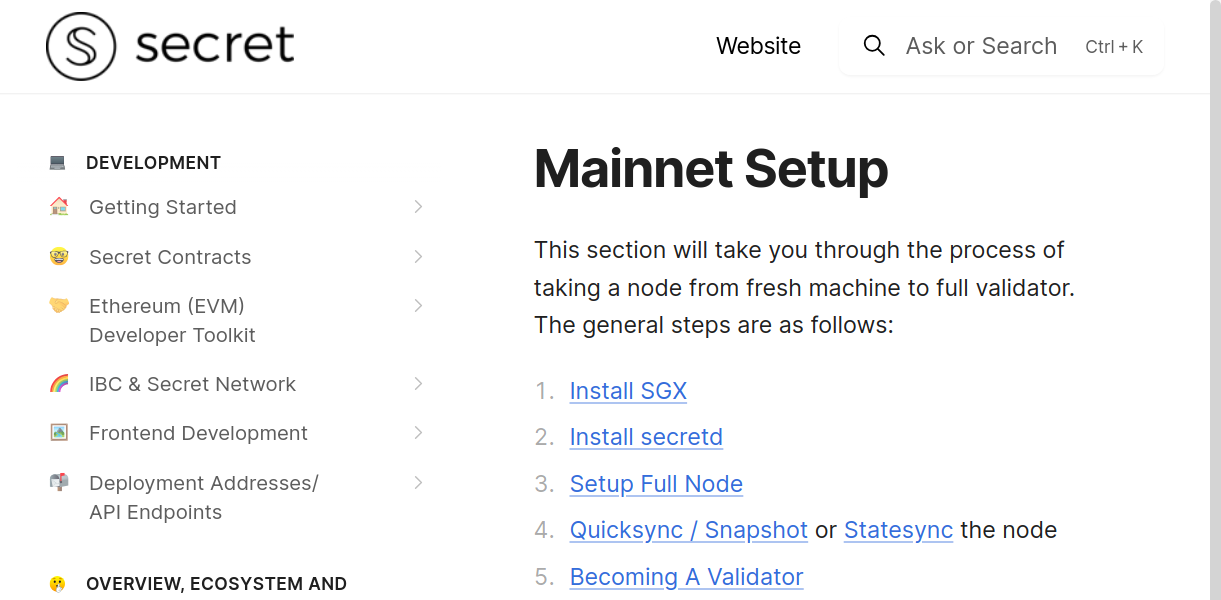 secret
Website
Ask or Search
Ctrl + K
DEVELOPMENT
Getting Started
Secret Contracts
Ethereum (EVM)
Developer Toolkit
IBC & Secret Network
Frontend Development
Deployment Addresses/
API Endpoints
OVERVIEW, ECOSYSTEM AND
Mainnet Setup
This section will take you through the process of
taking a node from fresh machine to full validator.
The general steps are as follows:
1. Install SGX
2. Install secretd
3. Setup Full Node
4. Quicksync / Snapshot or Statesync the node
5. Becoming A Validator